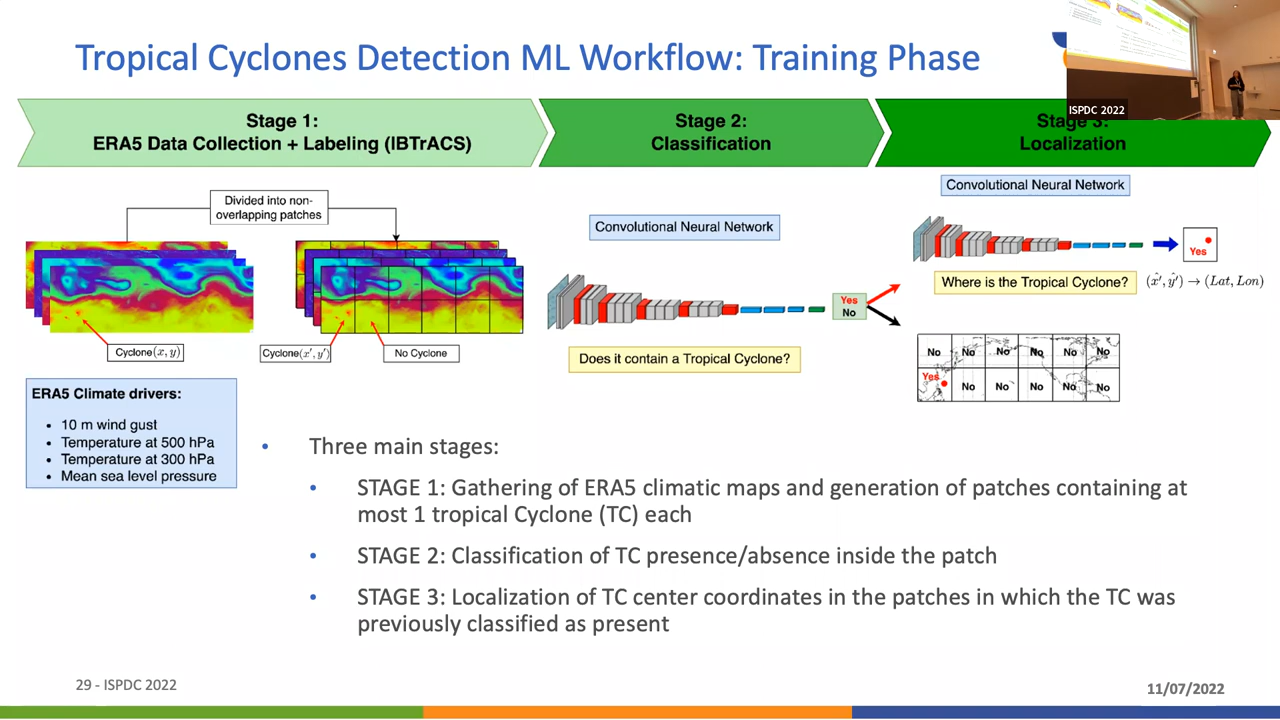 Tropical Cyclones Detection ML Workflow: Training Phase
ISPDC 2022
Stage 1:
ERA5 Data Collection + Labeling (IBTrACS)
Stage 2:
Classification
Stage 3:
Localization
Divided into non-
overlapping patches
Cyclone(x, y)
Cyclone(x′, y′)
No Cyclone
ERA5 Climate drivers:
• 10 m wind gust
• Temperature at 500 hPa
• Temperature at 300 hPa
• Mean sea level pressure
Convolutional Neural Network
Yes
No
Does it contain a Tropical Cyclone?
Convolutional Neural Network
Yes
Where is the Tropical Cyclone?
(x̂′, ŷ′) → (Lat, Lon)
No No No No No No
Yes No No No No No
• Three main stages:
• STAGE 1: Gathering of ERA5 climatic maps and generation of patches containing at
most 1 tropical Cyclone (TC) each
• STAGE 2: Classification of TC presence/absence inside the patch
• STAGE 3: Localization of TC center coordinates in the patches in which the TC was
previously classified as present
29 - ISPDC 2022
11/07/2022